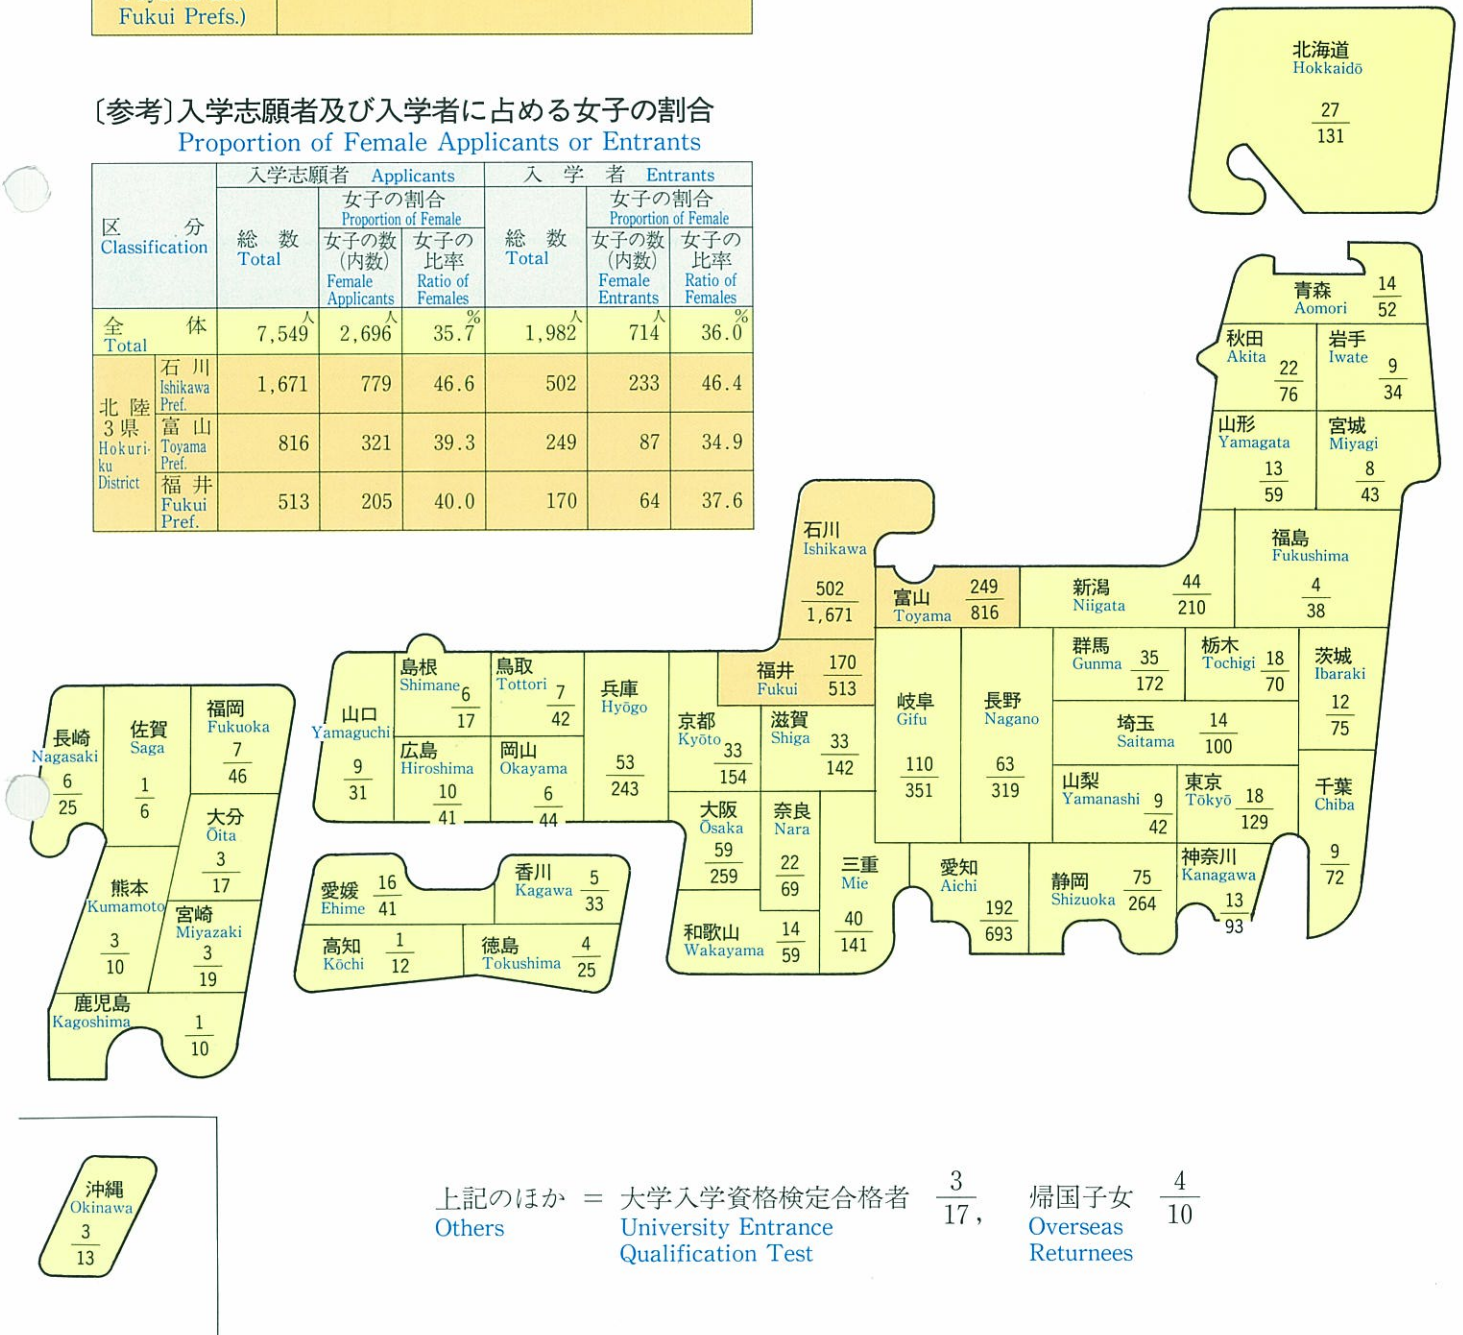 Fukui Prefs.)
〔参考〕入学志願者及び入学者に占める女子の割合
Proportion of Female Applicants or Entrants
区 分
Classification
入学志願者 Applicants
入 学 者 Entrants
総 数
Total
女子の割合
Proportion of Female
女子の数
(内数)
Female
Applicants
女子の
比率
Ratio of
Females
総 数
Total
女子の割合
Proportion of Female
女子の数
(内数)
Female
Entrants
女子の
比率
Ratio of
Females
全 体
Total
人 7,549 人 2,696 % 35.7 人 1,982 人 714 % 36.0
北 陸
3県
Hokuri-
ku
District
石 川
Ishikawa
Pref.
1,671 779 46.6 502 233 46.4
富 山
Toyama
Pref.
816 321 39.3 249 87 34.9
福 井
Fukui
Pref.
513 205 40.0 170 64 37.6
北海道
Hokkaidō
27
131
青森
Aomori
14
52
秋田
Akita
22
76
岩手
Iwate
9
34
山形
Yamagata
13
59
宮城
Miyagi
8
43
福島
Fukushima
4
38
新潟
Niigata
44
210
石川
Ishikawa
502
1,671
富山
Toyama
249
816
福井
Fukui
170
513
群馬
Gunma
35
172
栃木
Tochigi
18
70
茨城
Ibaraki
12
75
埼玉
Saitama
14
100
山梨
Yamanashi
9
42
東京
Tōkyō
18
129
千葉
Chiba
9
72
神奈川
Kanagawa
13
93
岐阜
Gifu
110
351
長野
Nagano
63
319
愛知
Aichi
192
693
静岡
Shizuoka
75
264
三重
Mie
40
141
滋賀
Shiga
33
142
京都
Kyōto
33
154
大阪
Ōsaka
59
259
奈良
Nara
22
69
和歌山
Wakayama
14
59
兵庫
Hyōgo
53
243
鳥取
Tottori
7
42
島根
Shimane
6
17
岡山
Okayama
6
44
広島
Hiroshima
10
41
山口
Yamaguchi
9
31
香川
Kagawa
5
33
愛媛
Ehime
16
41
高知
Kōchi
1
12
徳島
Tokushima
4
25
福岡
Fukuoka
7
46
佐賀
Saga
1
6
長崎
Nagasaki
6
25
大分
Ōita
3
17
熊本
Kumamoto
3
10
宮崎
Miyazaki
3
19
鹿児島
Kagoshima
1
10
沖縄
Okinawa
3
13
上記のほか = 大学入学資格検定合格者 3/17, 帰国子女 4/10
Others
University Entrance
Qualification Test
Overseas
Returnees